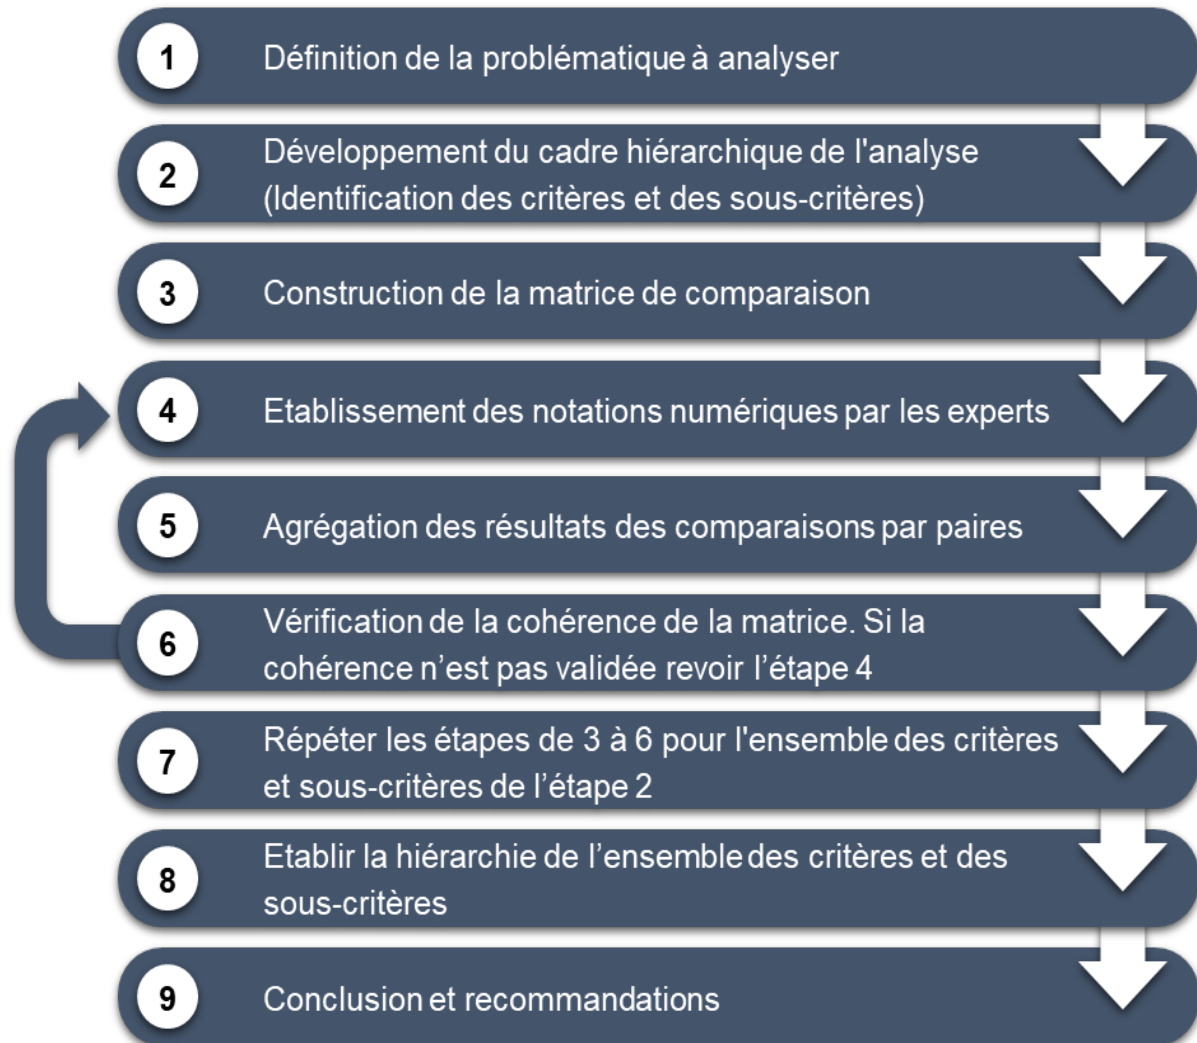 1
Définition de la problématique à analyser
2
Développement du cadre hiérarchique de l'analyse
(Identification des critères et des sous-critères)
3
Construction de la matrice de comparaison
4
Etablissement des notations numériques par les experts
5
Agrégation des résultats des comparaisons par paires
6
Vérification de la cohérence de la matrice. Si la
cohérence n’est pas validée revoir l’étape 4
7
Répéter les étapes de 3 à 6 pour l'ensemble des critères
et sous-critères de l’étape 2
8
Etablir la hiérarchie de l’ensemble des critères et des
sous-critères
9
Conclusion et recommandations